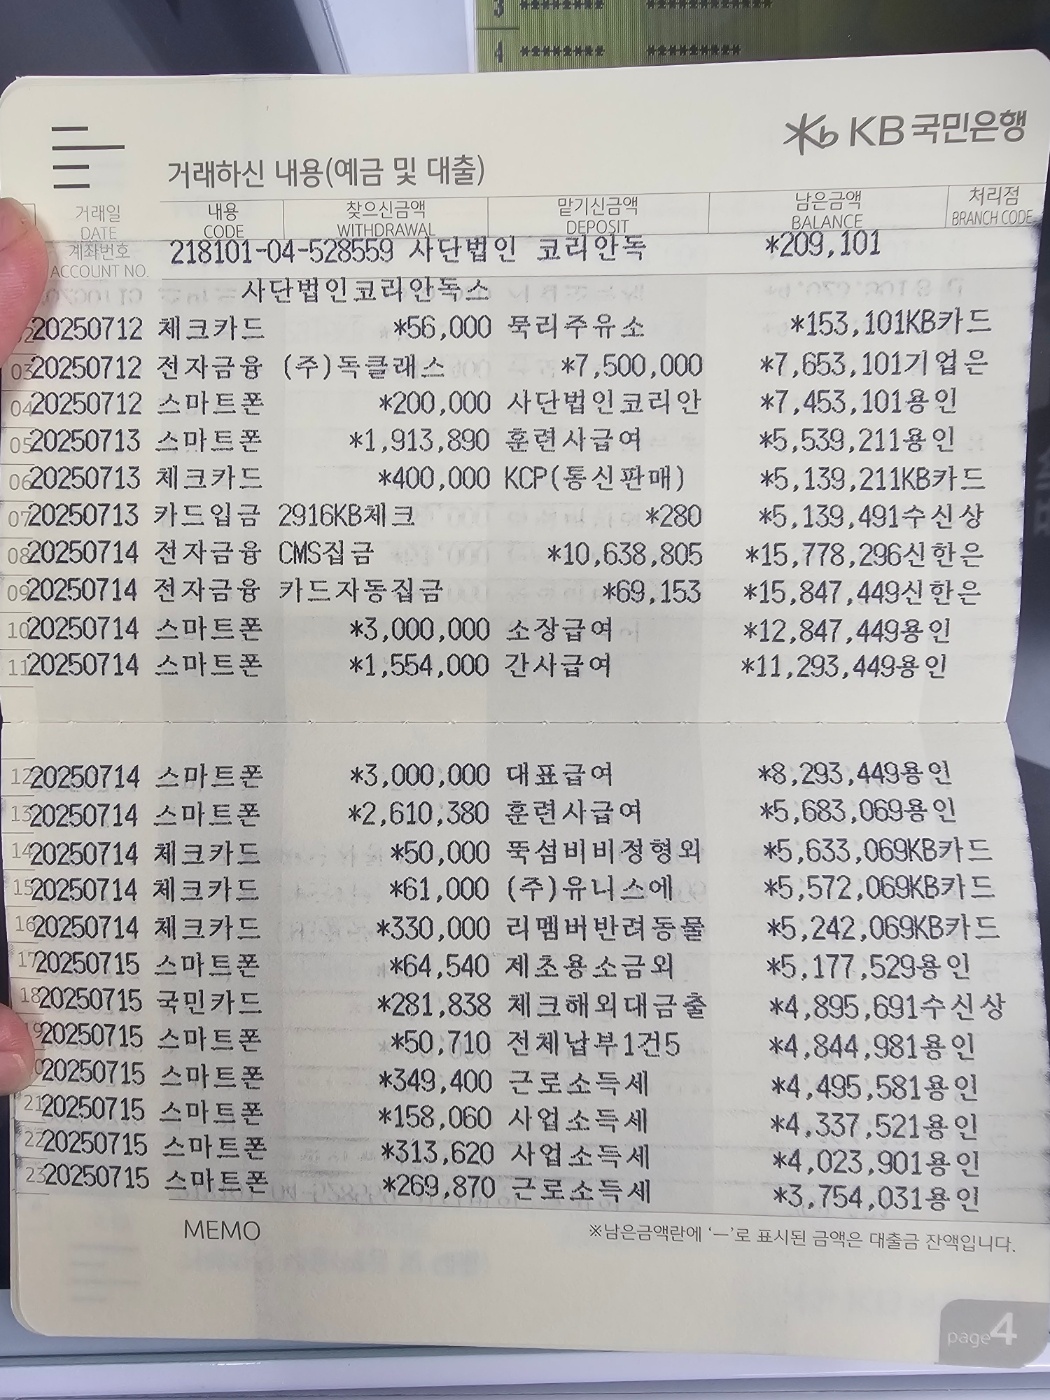 3 ******** ********
4 ******** *********
KB국민은행
거래하신 내용(예금 및 대출)
거래일 내용 찾으신금액 맡기신금액 남은금액 처리점
DATE CODE WITHDRAWAL DEPOSIT BALANCE BRANCH CODE
계좌번호 218101-04-528559 사단법인 코리안독 *209,101
ACCOUNT NO.
사단법인코리안독스
20250712 체크카드 *56,000 묵리주유소 *153,101KB카드
03 20250712 전자금융 (주)독클래스 *7,500,000 *7,653,101기업은
04 20250712 스마트폰 *200,000 사단법인코리안 *7,453,101용인
05 20250713 스마트폰 *1,913,890 훈련사급여 *5,539,211용인
06 20250713 체크카드 *400,000 KCP(통신판매) *5,139,211KB카드
07 20250713 카드입금 2916KB체크 *280 *5,139,491수신상
08 20250714 전자금융 CMS집금 *10,638,805 *15,778,296신한은
09 20250714 전자금융 카드자동집금 *69,153 *15,847,449신한은
10 20250714 스마트폰 *3,000,000 소장급여 *12,847,449용인
11 20250714 스마트폰 *1,554,000 간사급여 *11,293,449용인
12 20250714 스마트폰 *3,000,000 대표급여 *8,293,449용인
13 20250714 스마트폰 *2,610,380 훈련사급여 *5,683,069용인
14 20250714 체크카드 *50,000 뚝섬비비정형외 *5,633,069KB카드
15 20250714 체크카드 *61,000 (주)유니스에 *5,572,069KB카드
16 20250714 체크카드 *330,000 리멤버반려동물 *5,242,069KB카드
17 20250715 스마트폰 *64,540 제초용소금외 *5,177,529용인
18 20250715 국민카드 *281,838 체크해외대금출 *4,895,691수신상
20250715 스마트폰 *50,710 전체납부1건5 *4,844,981용인
20250715 스마트폰 *349,400 근로소득세 *4,495,581용인
21 20250715 스마트폰 *158,060 사업소득세 *4,337,521용인
22 20250715 스마트폰 *313,620 사업소득세 *4,023,901용인
23 20250715 스마트폰 *269,870 근로소득세 *3,754,031용인
MEMO ※남은금액란에 '—'로 표시된 금액은 대출금 잔액입니다.
page4